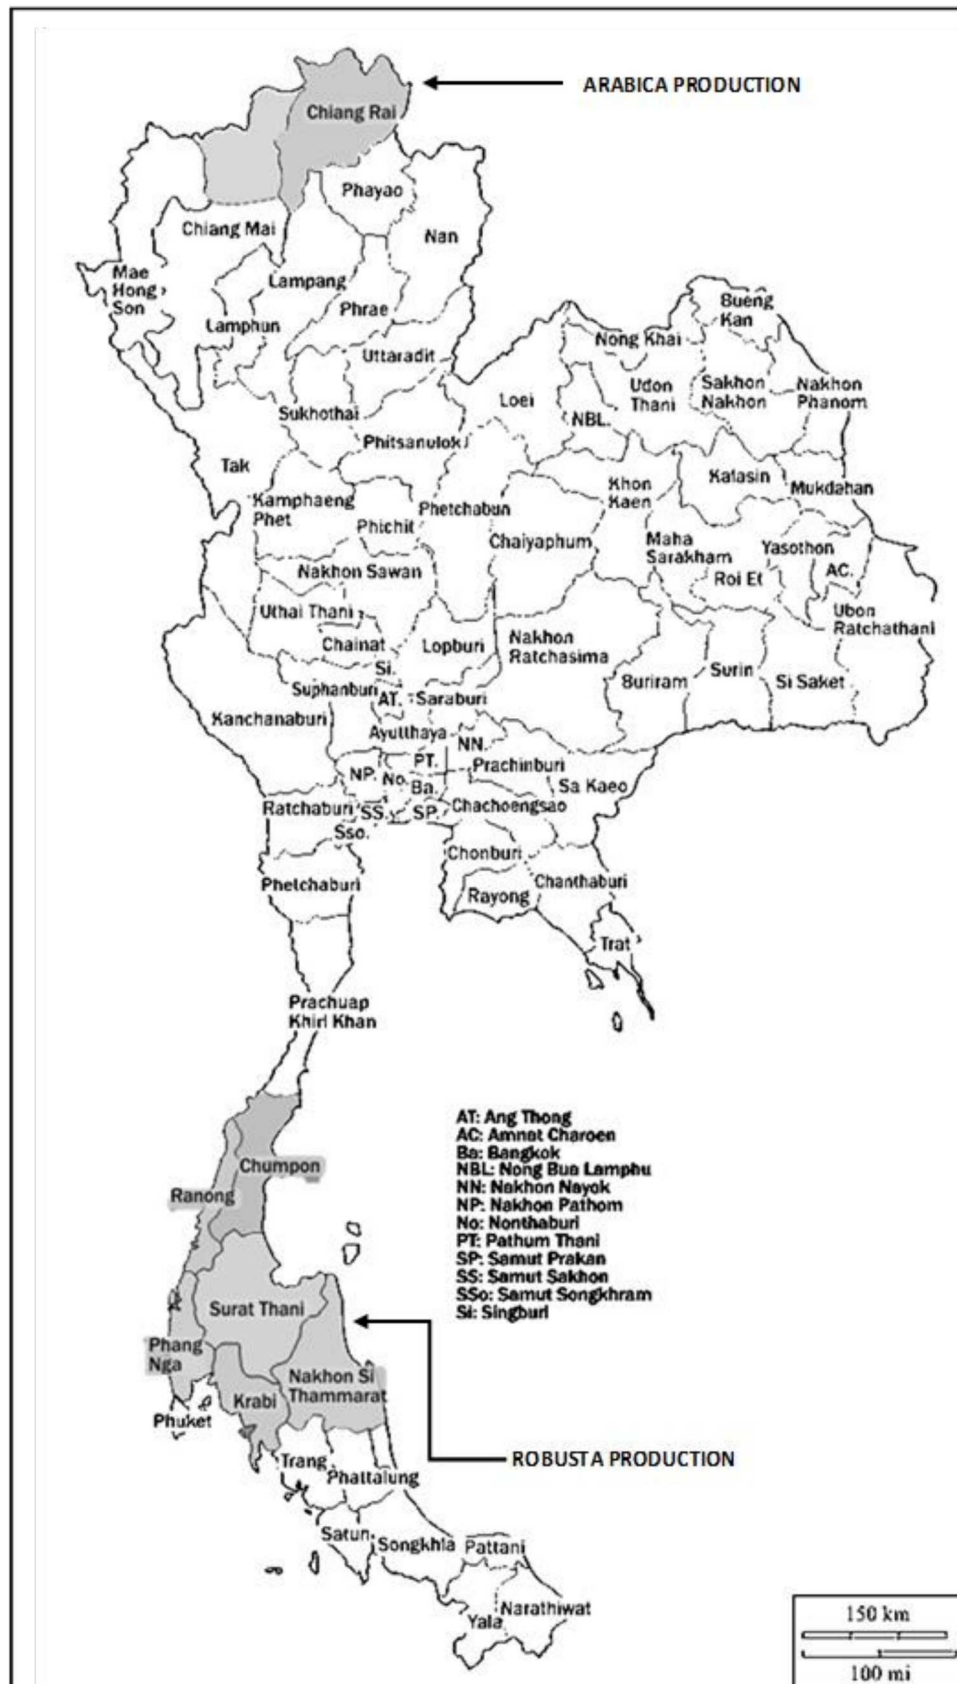 ARABICA PRODUCTION
Chiang Rai
Phayao
Chiang Mai
Nan
Mae
Hong
Son
Lampang
Phrae
Lamphun
Uttaradit
Bueng
Kan
Nong Khai
Loei
Udon
Thani
Sakhon
Nakhon
Nakhon
Phanom
NBL.
Sukhothai
Phitsanulok
Tak
Kamphaeng
Phet
Phichit
Phetchabun
Khon
Kaen
Kalasin
Mukdahan
Chaiyaphum
Maha
Sarakham
Yasothon
Roi Et
AC.
Nakhon Sawan
Uthai Thani
Chainat
Si.
Lopburi
Nakhon
Ratchasima
Ubon
Ratchathani
Buriram
Surin
Si Saket
Suphanburi
AT.
Saraburi
Kanchanaburi
Ayutthaya
NN.
PT.
Prachinburi
NP.
No.
Ba.
Sa Kaeo
Ratchaburi
SS.
SP.
Chachoengsao
Sso.
Chonburi
Phetchaburi
Rayong
Chanthaburi
Trat
Prachuap
Khiri Khan
AT: Ang Thong
AC: Amnat Charoen
Ba: Bangkok
NBL: Nong Bua Lamphu
NN: Nakhon Nayok
NP: Nakhon Pathom
No: Nonthaburi
PT: Pathum Thani
SP: Samut Prakan
SS: Samut Sakhon
SSo: Samut Songkhram
Si: Singburi
Chumpon
Ranong
Surat Thani
Phang
Nga
Nakhon Si
Thammarat
Krabi
Phuket
ROBUSTA PRODUCTION
Trang
Phattalung
Satun
Songkhla
Pattani
Yala
Narathiwat
150 km
100 mi